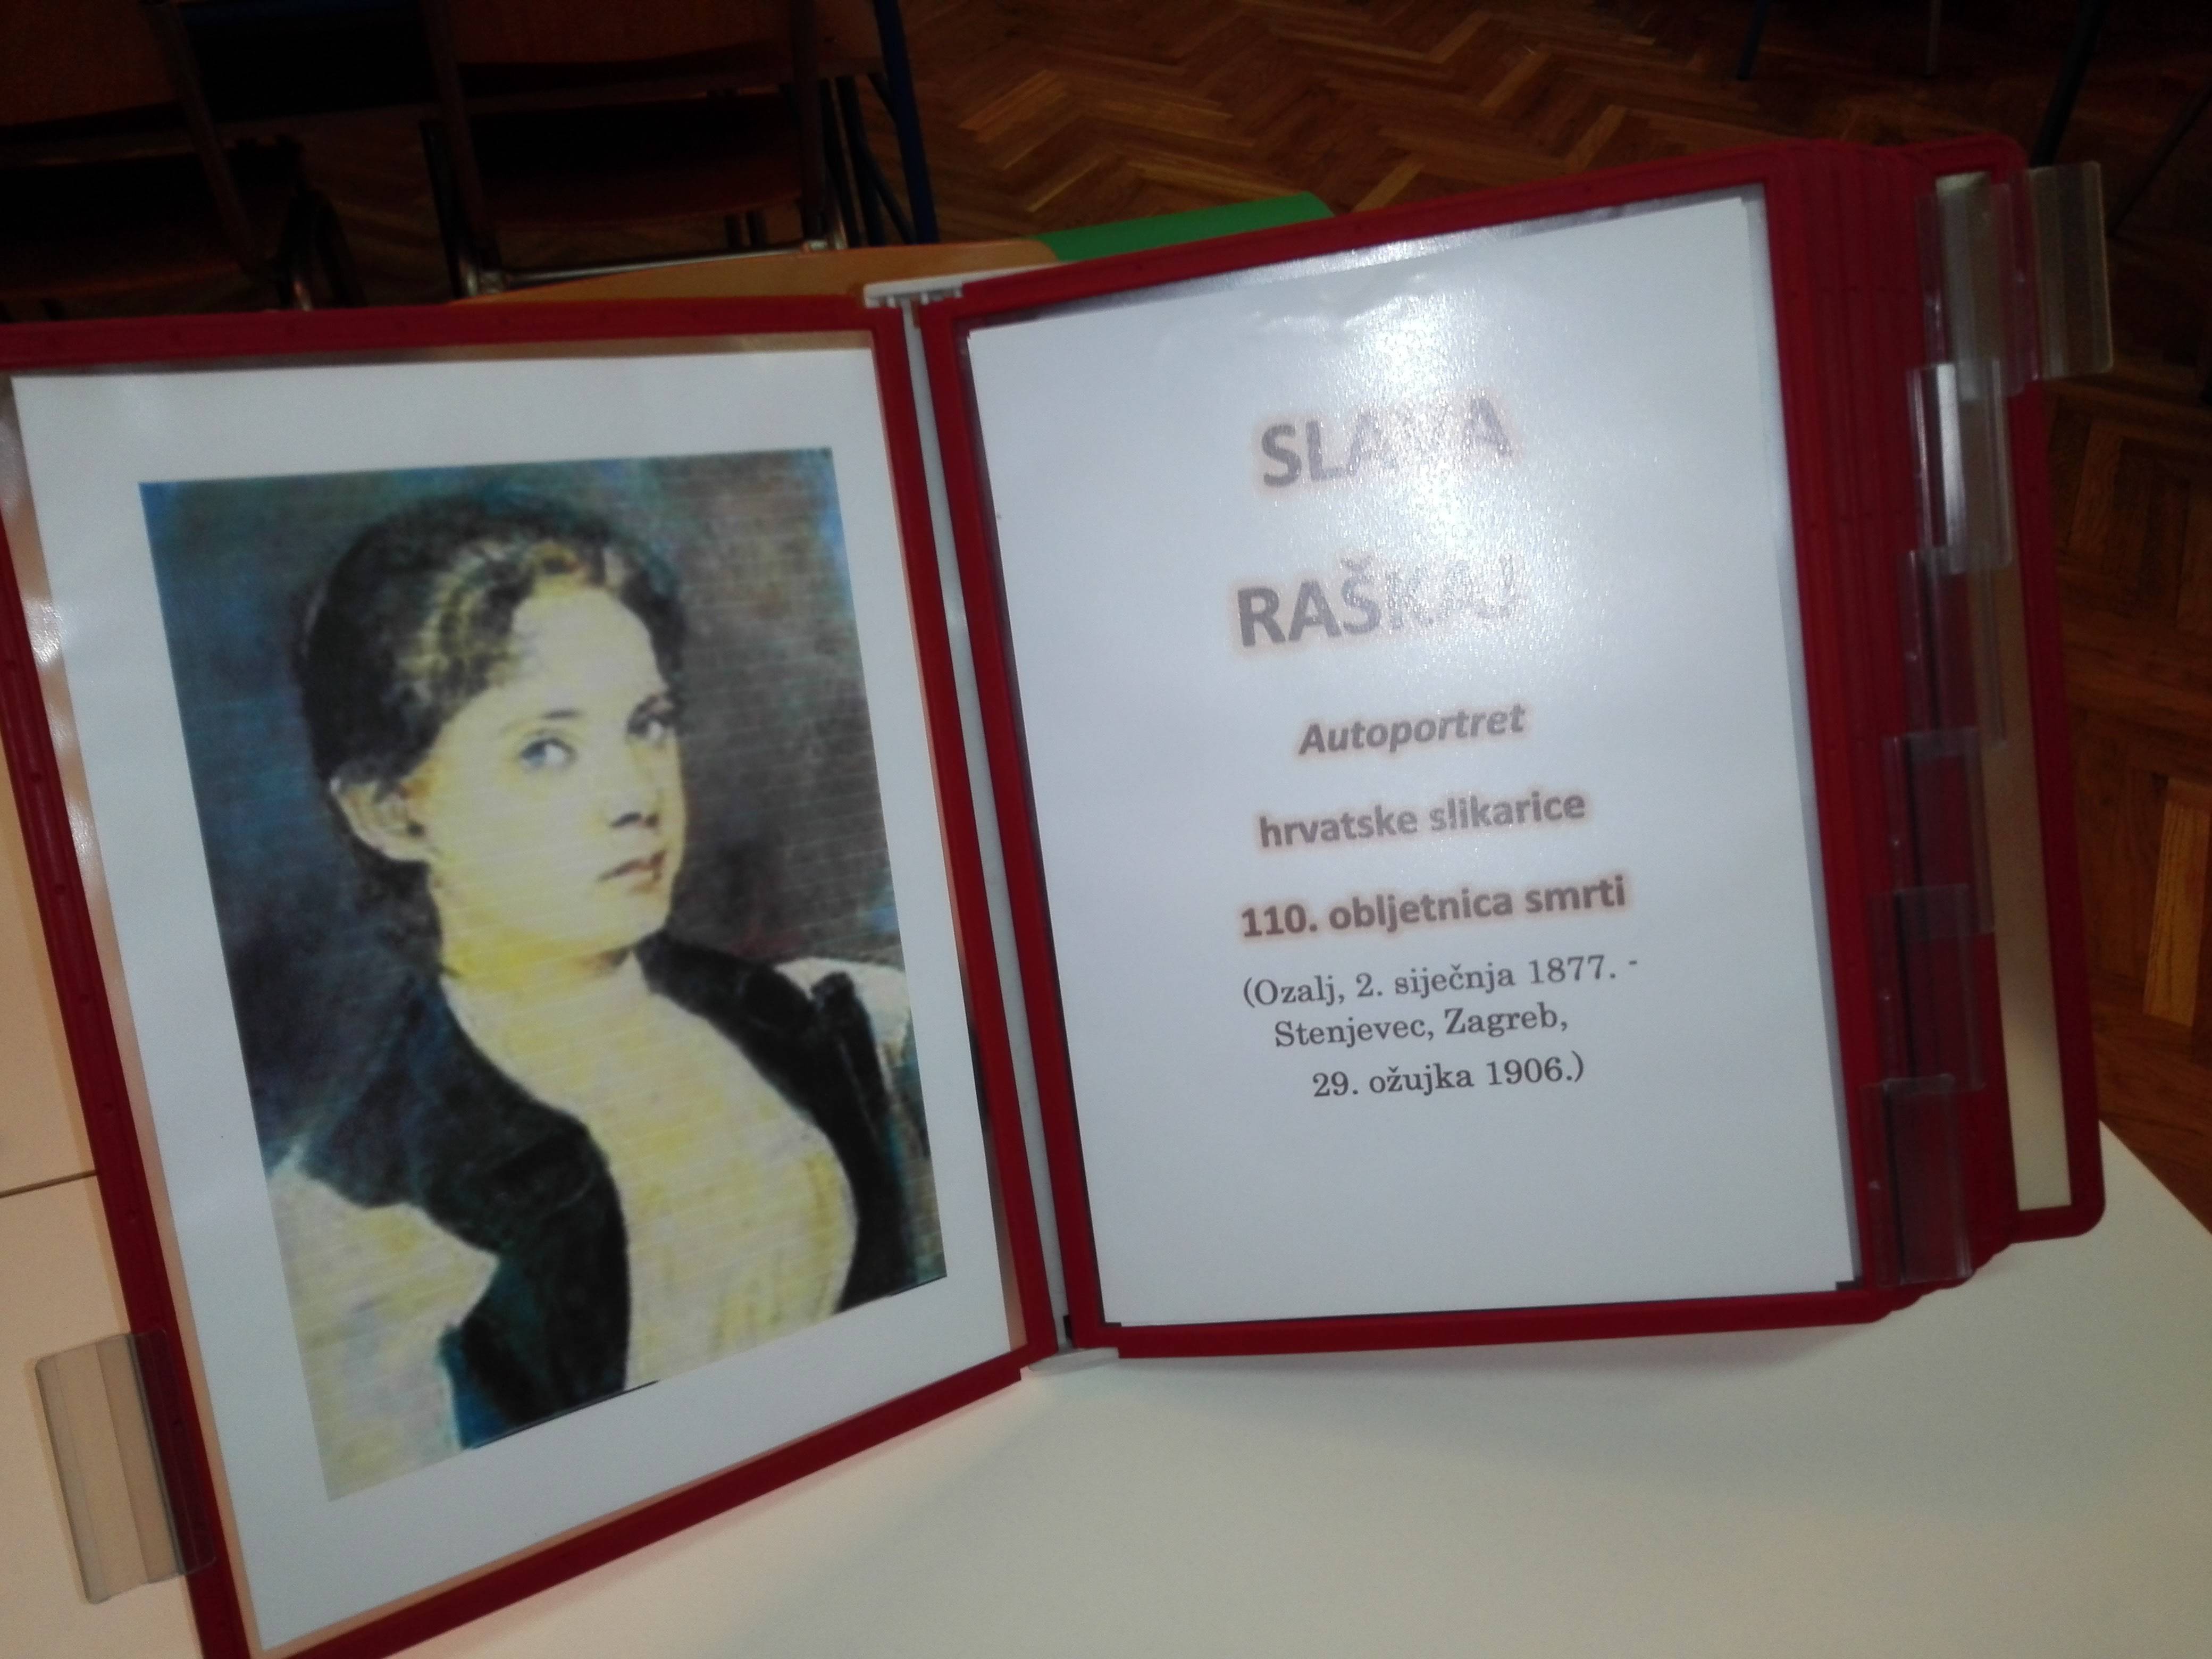 SLAVA
RAŠKAJ
Autoportret
hrvatske slikarice
110. obljetnica smrti
(Ozalj, 2. siječnja 1877. -
Stenjevec, Zagreb,
29. ožujka 1906.)